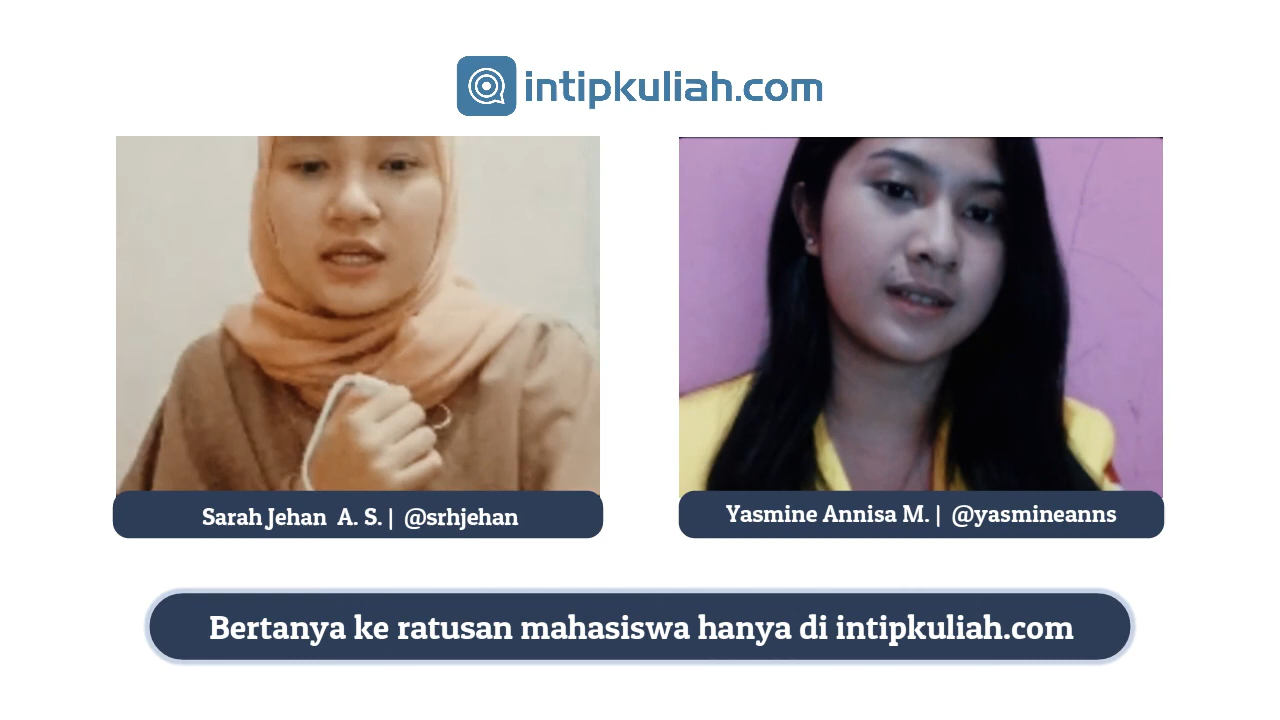 intipkuliah.com
Sarah Jehan A. S. | @srhjehan
Yasmine Annisa M. | @yasmineanns
Bertanya ke ratusan mahasiswa hanya di intipkuliah.com